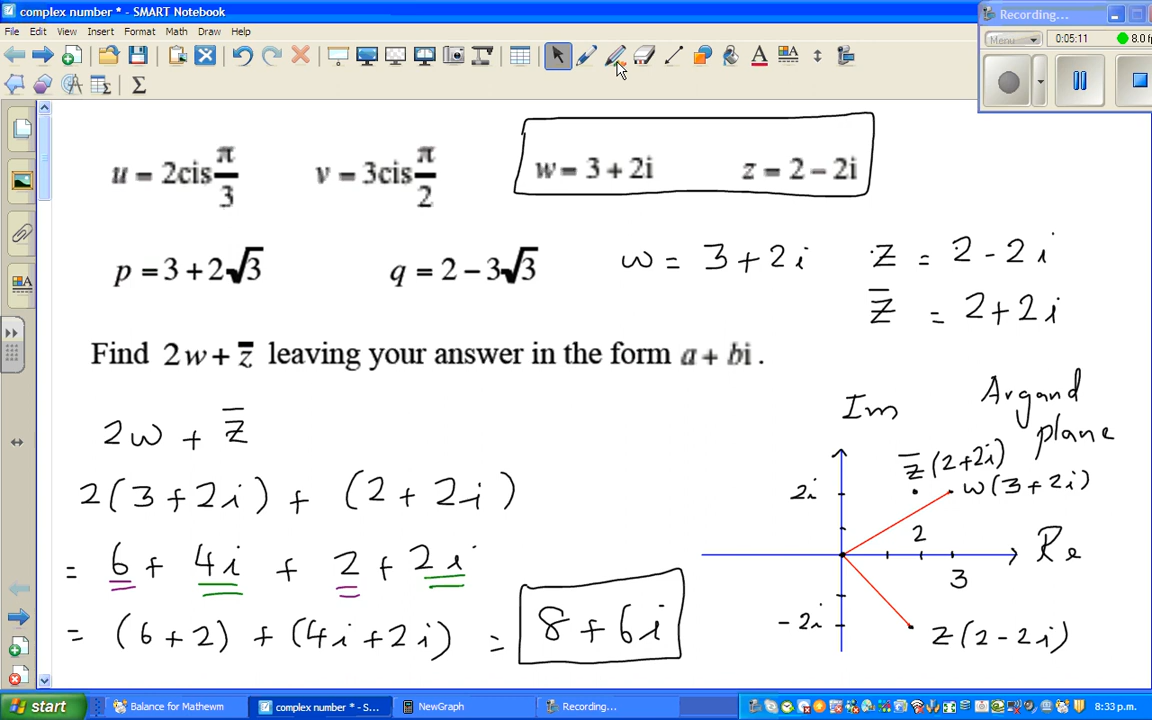 complex number * - SMART Notebook
Recording...
File Edit View Insert Format Math Draw Help
Menu 0:05:11 8.0 f
u = 2cis π/3 v = 3cis π/2 w = 3 + 2i z = 2 − 2i
p = 3 + 2√3 q = 2 − 3√3
w = 3 + 2i z = 2 - 2i
z̅ = 2 + 2i
Find 2w + z̅ leaving your answer in the form a + bi .
2w + z̅
2(3 + 2i) + (2 + 2i)
= 6 + 4i + 2 + 2i
= (6 + 2) + (4i + 2i) = 8 + 6i
Argand
plane
Im
z̅ (2+2i)
2i w(3 + 2i)
2
Re
3
- 2i z(2 - 2i)
start Balance for Mathewm complex number * - S... NewGraph Recording... 8:33 p.m.